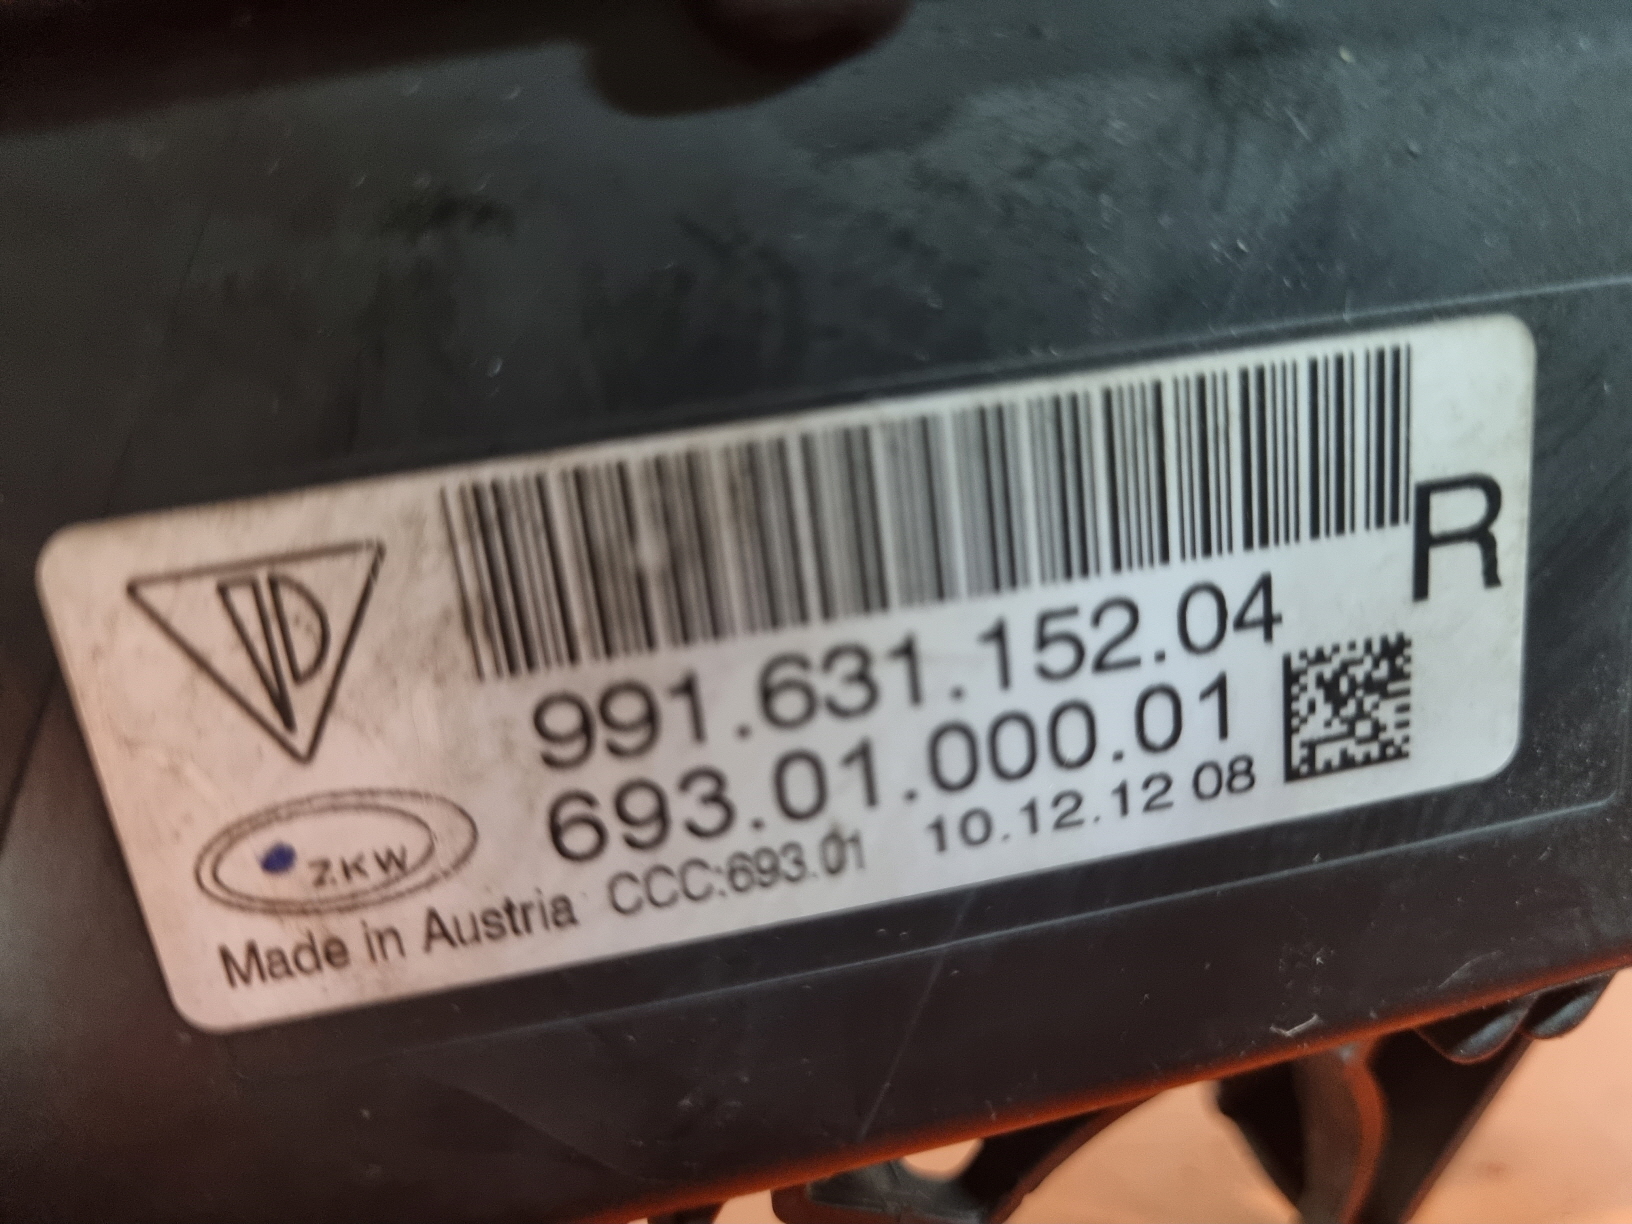 R
991.631.152.04
693.01.000.01
ZKW
CCC:693.01 10.12.12 08
Made in Austria